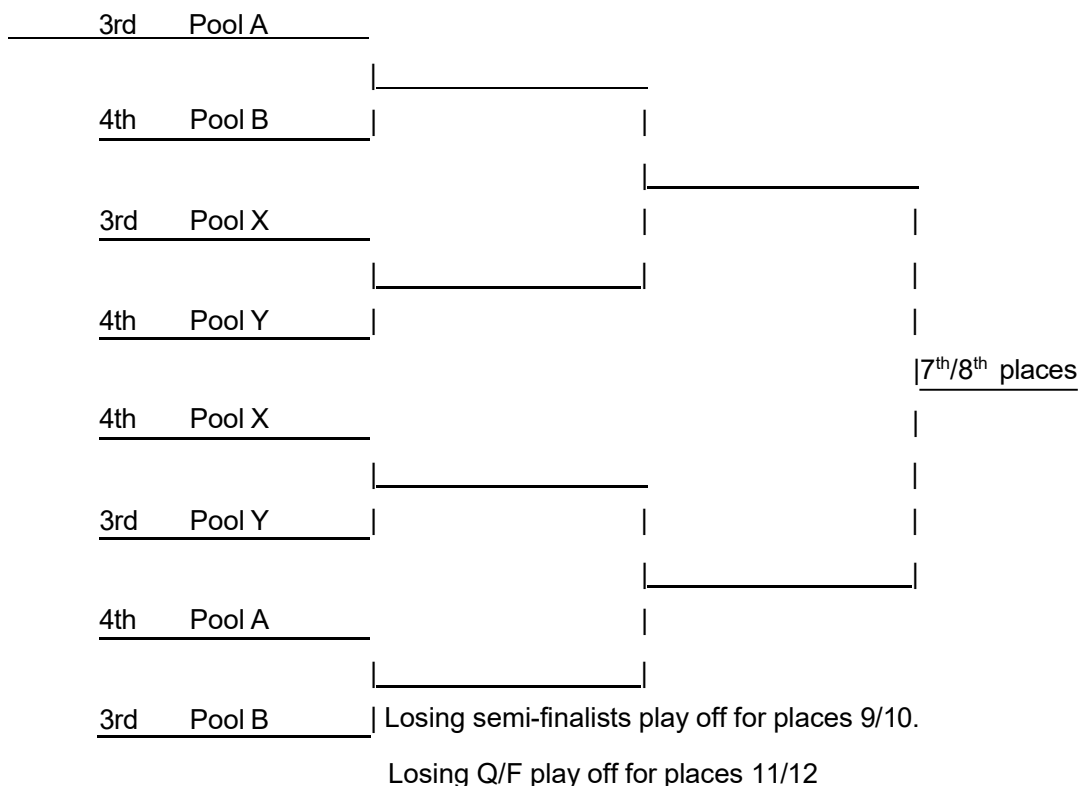 3rd Pool A
4th Pool B
3rd Pool X
4th Pool Y
7th/8th places
4th Pool X
3rd Pool Y
4th Pool A
3rd Pool B
Losing semi-finalists play off for places 9/10.
Losing Q/F play off for places 11/12